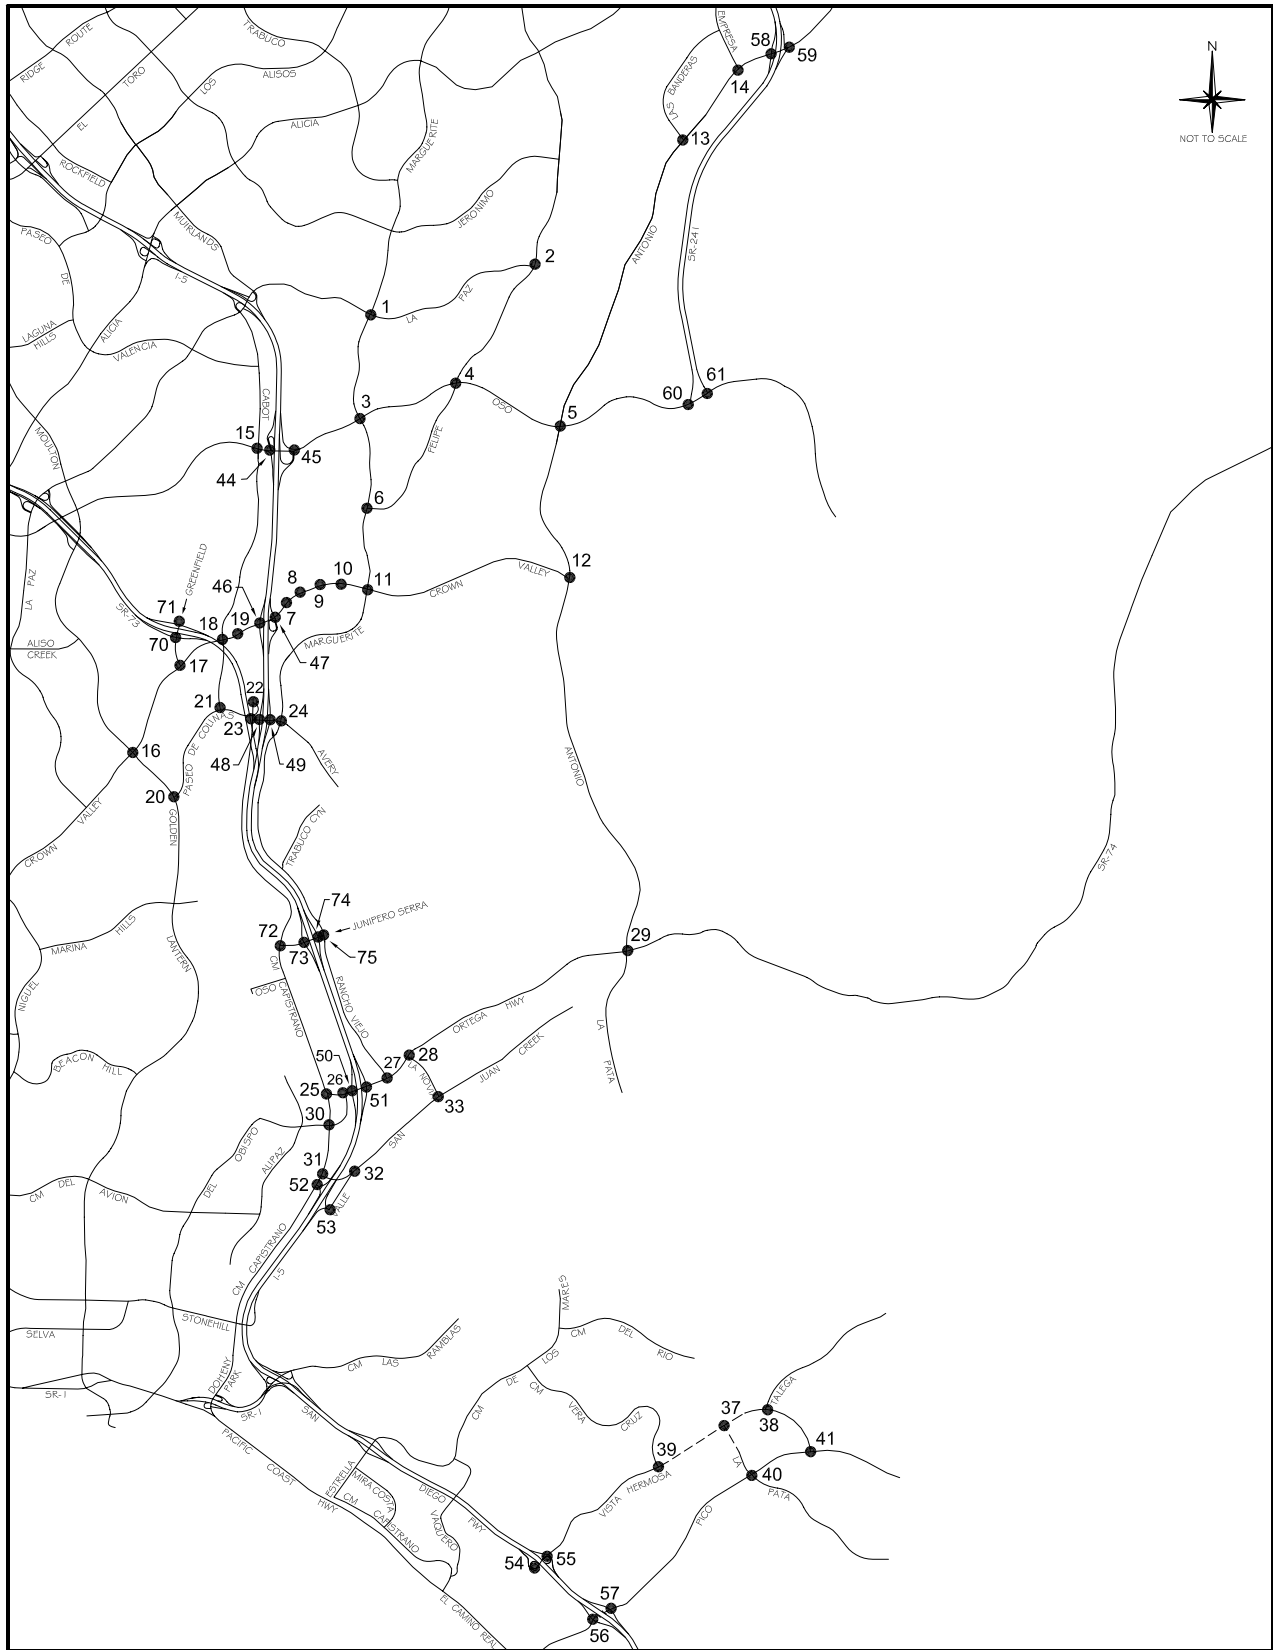 TRABUCO
EMPRESA
58
59
ROUTE
RIDGE
N
14
LAS BANDERAS
TORO
LOS
ALISOS
EL
ALICIA
MARGUERITE
13
NOT TO SCALE
ROCKFIELD
MUIRLANDS
JERONIMO
PASEO
DE
ANTONIO
SR-241
2
I-5
1
LA
PAZ
LAGUNA
HILLS
ALICIA
VALENCIA
4
61
60
CABOT
3
OSO
5
MOULTON
15
44
45
FELIPE
6
GREENFIELD
LA PAZ
46
8
10
9
11
CROWN
VALLEY
12
SR-73
71
18
19
7
MARGUERITE
70
47
ALISO
CREEK
17
22
21
24
23
PASEO DE COLINAS
16
48
49
AVERY
ANTONIO
20
GOLDEN
VALLEY
CROWN
TRABUCO CYN
SR-74
74
JUNIPERO SERRA
MARINA
HILLS
LANTERN
72
73
75
29
CM
CAPISTRANO
OSO
RANCHO VIEJO
NIGUEL
ORTEGA
HWY
LA
PATA
BEACON
HILL
50
27
28
JUAN
CREEK
LA NOVIA
25
26
51
33
30
OBISPO
ALIPAZ
SAN
31
32
52
DEL
CM
DEL
AVION
VALLE
53
CM
CAPISTRANO
I-5
MARES
STONEHILL
SELVA
CM
LAS
RAMBLAS
CM
DEL
RIO
LOS
DE
CM
DOHENY
PARK
SR-1
SR-1
SAN
CM
VERA
CRUZ
TALEGA
37
38
PACIFIC
COAST
HWY
39
41
LA
40
PATA
ESTRELLA
MIRA COSTA
CM
CAPISTRANO
DIEGO
FWY
VAQUERO
VISTA
HERMOSA
PICO
54
55
57
EL CAMINO REAL
56